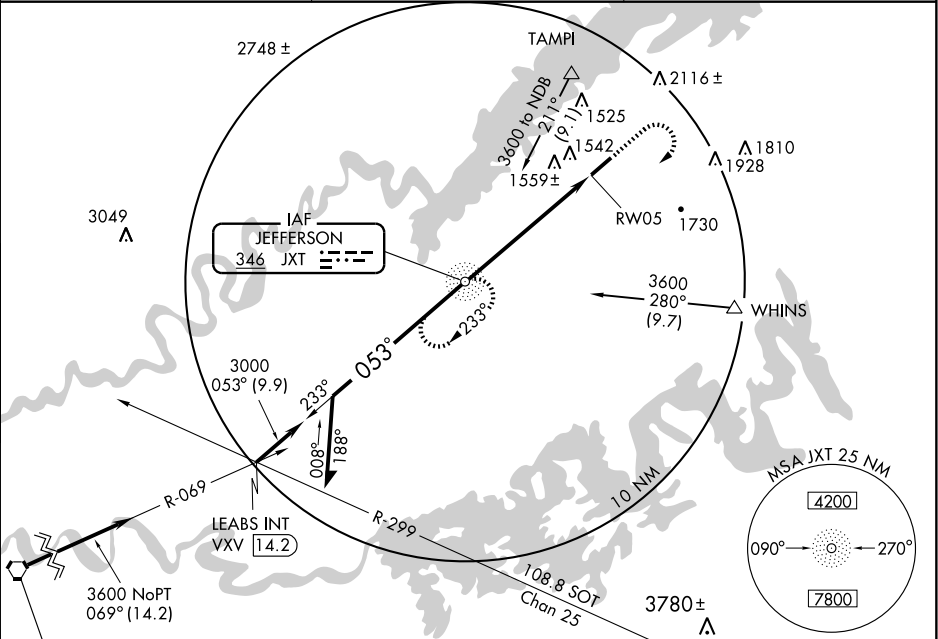 2748 ±
TAMPI
2116 ±
3600 to NDB
211°
(9.1)
1525
1542
1559 ±
1810
1928
3049
IAF
JEFFERSON
346 JXT
RW05
1730
3600
280°
(9.7)
WHINS
233°
053°
3000
053° (9.9)
233°
008°
188°
10 NM
MSA JXT 25 NM
4200
090°
270°
7800
R-069
R-299
LEABS INT
VXV 14.2
108.8 SOT
Chan 25
3600 NoPT
069° (14.2)
3780 ±